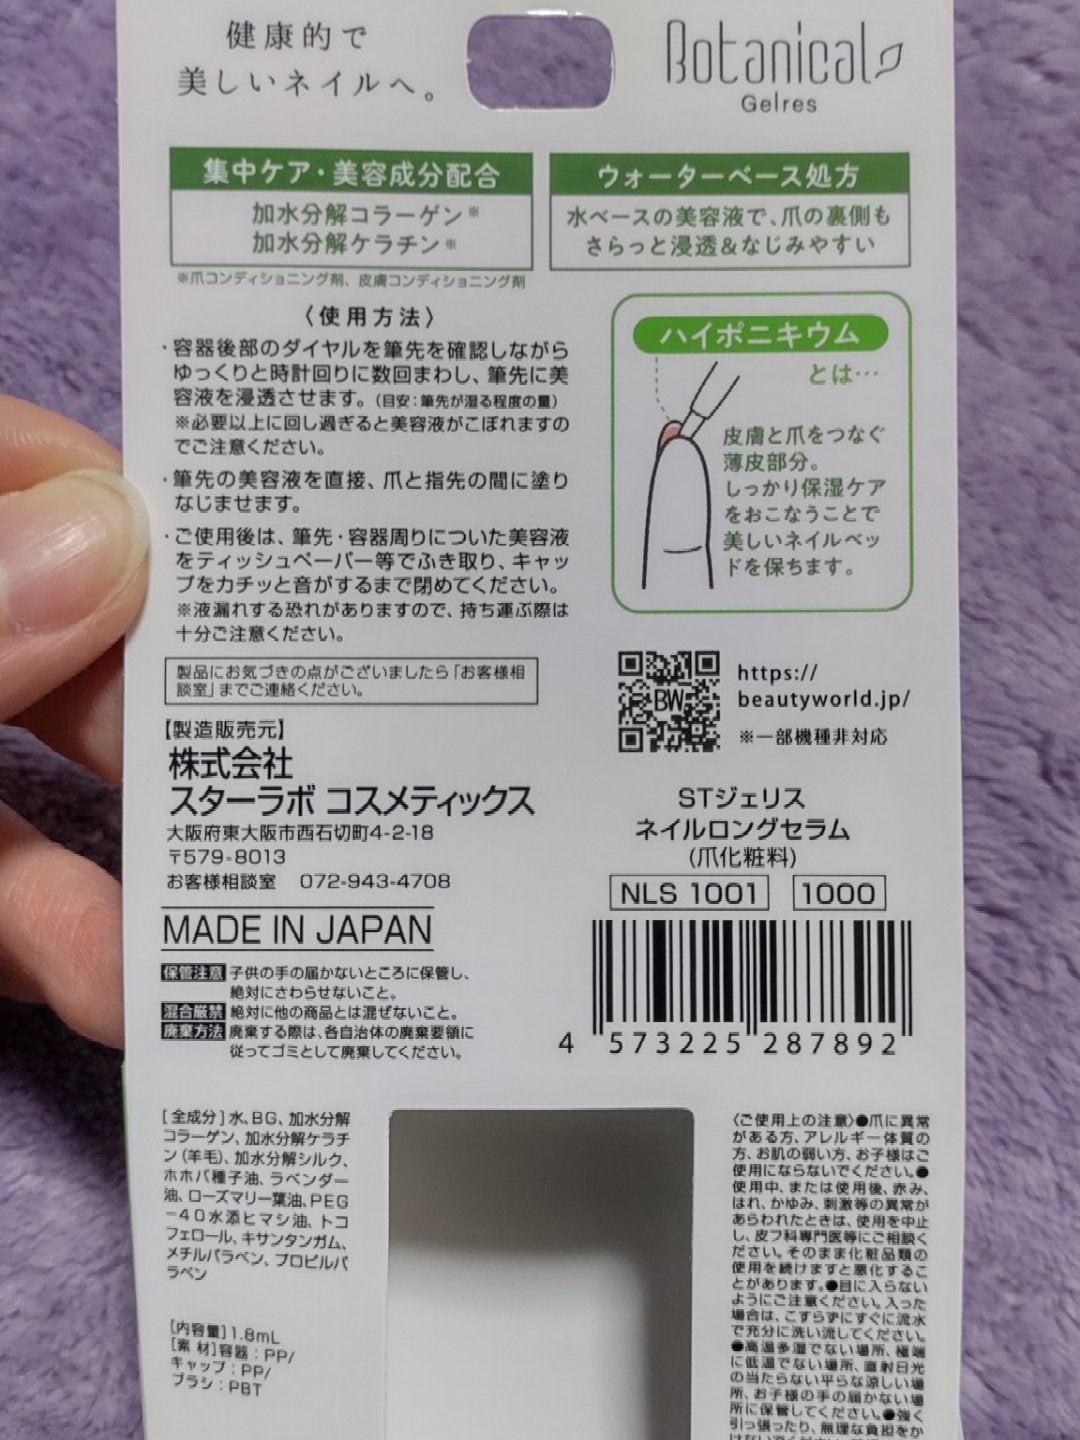 健康的で
美しいネイルへ。
Botanical
Gelres
集中ケア・美容成分配合
加水分解コラーゲン※
加水分解ケラチン※
※爪コンディショニング剤、皮膚コンディショニング剤
ウォーターベース処方
水ベースの美容液で、爪の裏側も
さらっと浸透&なじみやすい
〈使用方法〉
・容器後部のダイヤルを筆先を確認しながら
ゆっくりと時計回りに数回まわし、筆先に美
容液を浸透させます。(目安:筆先が湿る程度の量)
※必要以上に回し過ぎると美容液がこぼれますの
でご注意ください。
・筆先の美容液を直接、爪と指先の間に塗り
なじませます。
・ご使用後は、筆先・容器周りについた美容液
をティッシュペーパー等でふき取り、キャッ
プをカチッと音がするまで閉めてください。
※液漏れする恐れがありますので、持ち運ぶ際は
十分ご注意ください。
ハイポニキウム
とは…
皮膚と爪をつなぐ
薄皮部分。
しっかり保湿ケア
をおこなうことで
美しいネイルベッ
ドを保ちます。
製品にお気づきの点がございましたら「お客様相
談室」までご連絡ください。
【製造販売元】
株式会社
スターラボ コスメティックス
大阪府東大阪市西石切町4-2-18
〒579-8013
お客様相談室 072-943-4708
MADE IN JAPAN
保管注意 子供の手の届かないところに保管し、
絶対にさわらせないこと。
混合厳禁 絶対に他の商品とは混ぜないこと。
廃棄方法 廃棄する際は、各自治体の廃棄要領に
従ってゴミとして廃棄してください。
BW
https://
beautyworld.jp/
※一部機種非対応
STジェリス
ネイルロングセラム
(爪化粧料)
NLS 1001 1000
4 573225 287892
[全成分]水、BG、加水分解
コラーゲン、加水分解ケラチ
ン(羊毛)、加水分解シルク、
ホホバ種子油、ラベンダー
油、ローズマリー葉油、PEG
-40水添ヒマシ油、トコ
フェロール、キサンタンガム、
メチルパラベン、プロピルパ
ラベン
[内容量]1.8mL
[素 材]容器:PP/
キャップ:PP/
ブラシ:PBT
〈ご使用上の注意〉●爪に異常
がある方、アレルギー体質の
方、お肌の弱い方、お子様はご
使用にならないでください。●
使用中、または使用後、赤み、
はれ、かゆみ、刺激等の異常が
あらわれたときは、使用を中止
し、皮フ科専門医等にご相談く
ださい。そのまま化粧品類の
使用を続けますと悪化するこ
とがあります。●目に入らない
ようにご注意ください。入った
場合は、こすらずにすぐに流水
で充分に洗い流してください。
●高温多湿でない場所、極端
に低温でない場所、直射日光
の当たらない平らな涼しい場
所、お子様の手の届かない場
所に保管してください。●強く
引っ張ったり、無理な負担をか